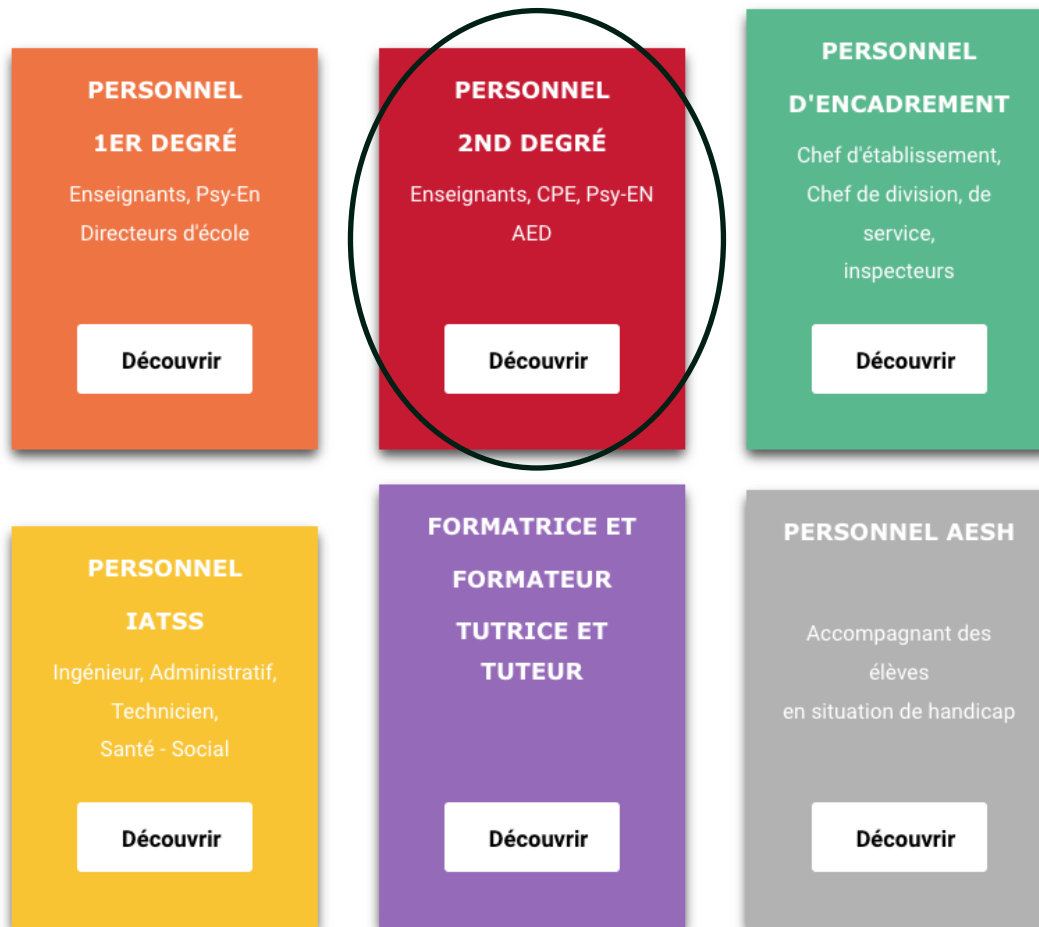 PERSONNEL
1ER DEGRÉ
Enseignants, Psy-En
Directeurs d'école
Découvrir
PERSONNEL
2ND DEGRÉ
Enseignants, CPE, Psy-EN
AED
Découvrir
PERSONNEL
D'ENCADREMENT
Chef d'établissement,
Chef de division, de
service,
inspecteurs
Découvrir
PERSONNEL
IATSS
Ingénieur, Administratif,
Technicien,
Santé - Social
Découvrir
FORMATRICE ET
FORMATEUR
TUTRICE ET
TUTEUR
Découvrir
PERSONNEL AESH
Accompagnant des
élèves
en situation de handicap
Découvrir